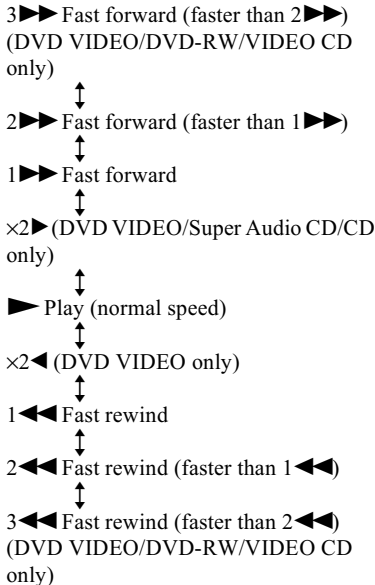 3▶▶ Fast forward (faster than 2▶▶)
(DVD VIDEO/DVD-RW/VIDEO CD
only)
↕
2▶▶ Fast forward (faster than 1▶▶)
↕
1▶▶ Fast forward
↕
×2▶ (DVD VIDEO/Super Audio CD/CD
only)
↕
▶ Play (normal speed)
↕
×2◀ (DVD VIDEO only)
↕
1◀◀ Fast rewind
↕
2◀◀ Fast rewind (faster than 1◀◀)
↕
3◀◀ Fast rewind (faster than 2◀◀)
(DVD VIDEO/DVD-RW/VIDEO CD
only)